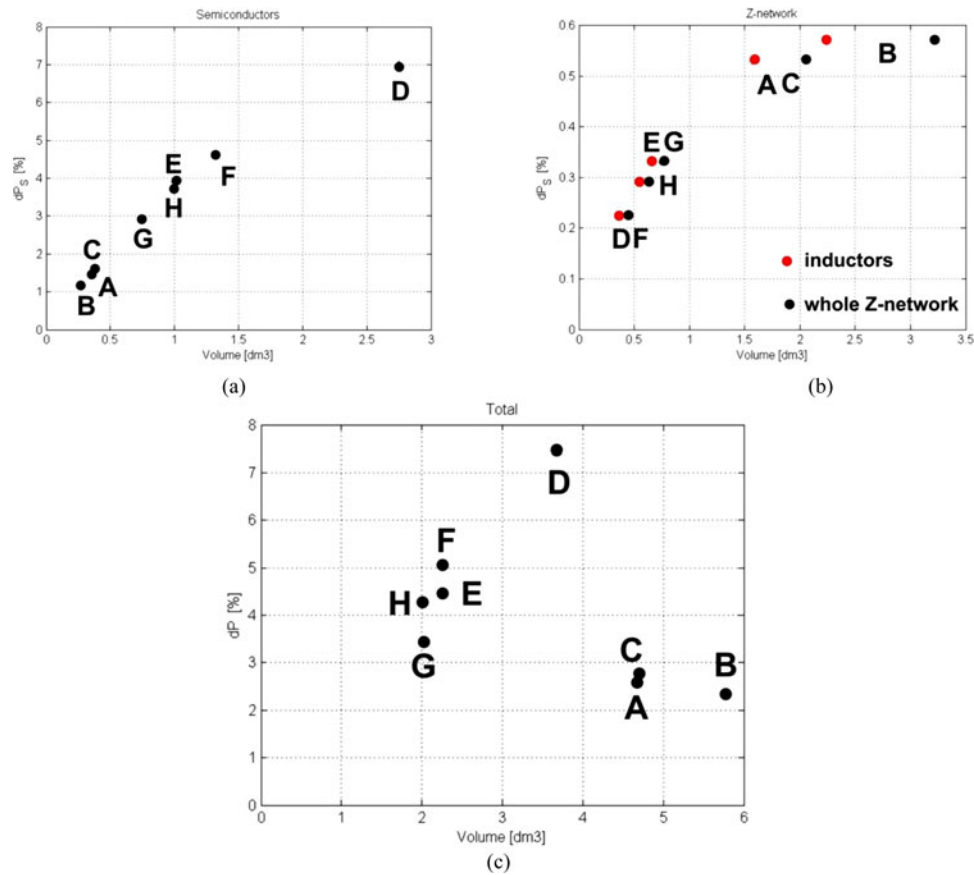 Semiconductors
8
7
6
5
4
3
2
1
0
dPS [%]
D
E
F
H
G
C
A
B
0 0.5 1 1.5 2 2.5 3
Volume [dm3]
(a)
Z-network
0.6
0.5
0.4
0.3
0.2
0.1
0
dPS [%]
B
A C
E G
H
D F
inductors
whole Z-network
0 0.5 1 1.5 2 2.5 3 3.5
Volume [dm3]
(b)
Total
8
7
6
5
4
3
2
1
0
dP [%]
D
F
H E
G
C B
A
0 1 2 3 4 5 6
Volume [dm3]
(c)